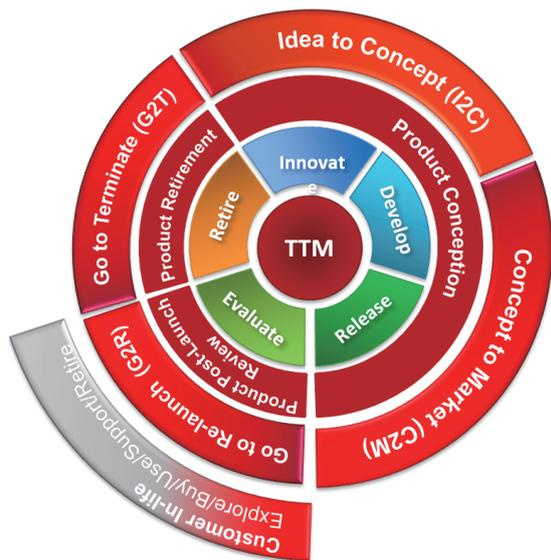 Idea to Concept (I2C)
Concept to Market (C2M)
Go to Re-launch (G2R)
Go to Terminate (G2T)
Product Conception
Product Post-Launch
Review
Product Retirement
Innovat
e
Develop
Release
Evaluate
Retire
TTM
Customer In-life
Explore/Buy/Use/Support/Retire